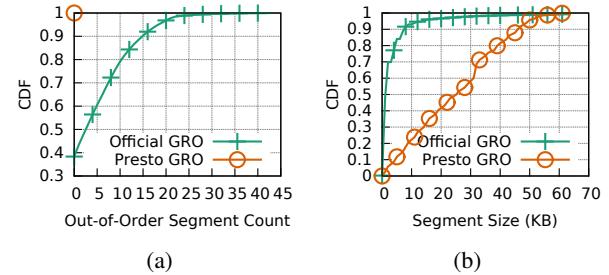 1
0.9
0.8
0.7
0.6
0.5
0.4
0.3
CDF
Official GRO
Presto GRO
0 5 10 15 20 25 30 35 40 45
Out-of-Order Segment Count
(a)
1
0.9
0.8
0.7
0.6
0.5
0.4
0.3
0.2
0.1
0
CDF
Official GRO
Presto GRO
0 10 20 30 40 50 60 70
Segment Size (KB)
(b)